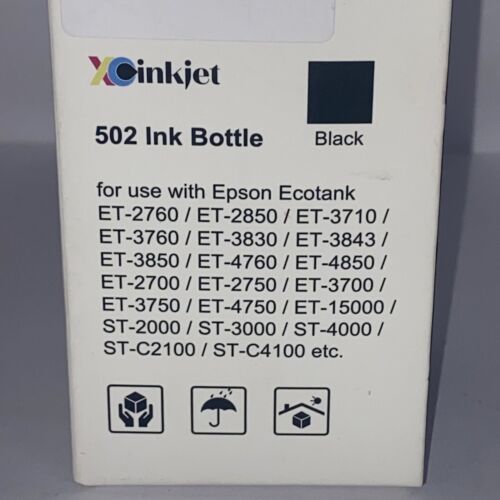 XCinkjet
502 Ink Bottle
Black
for use with Epson Ecotank
ET-2760 / ET-2850 / ET-3710 /
ET-3760 / ET-3830 / ET-3843 /
ET-3850 / ET-4760 / ET-4850 /
ET-2700 / ET-2750 / ET-3700 /
ET-3750 / ET-4750 / ET-15000 /
ST-2000 / ST-3000 / ST-4000 /
ST-C2100 / ST-C4100 etc.